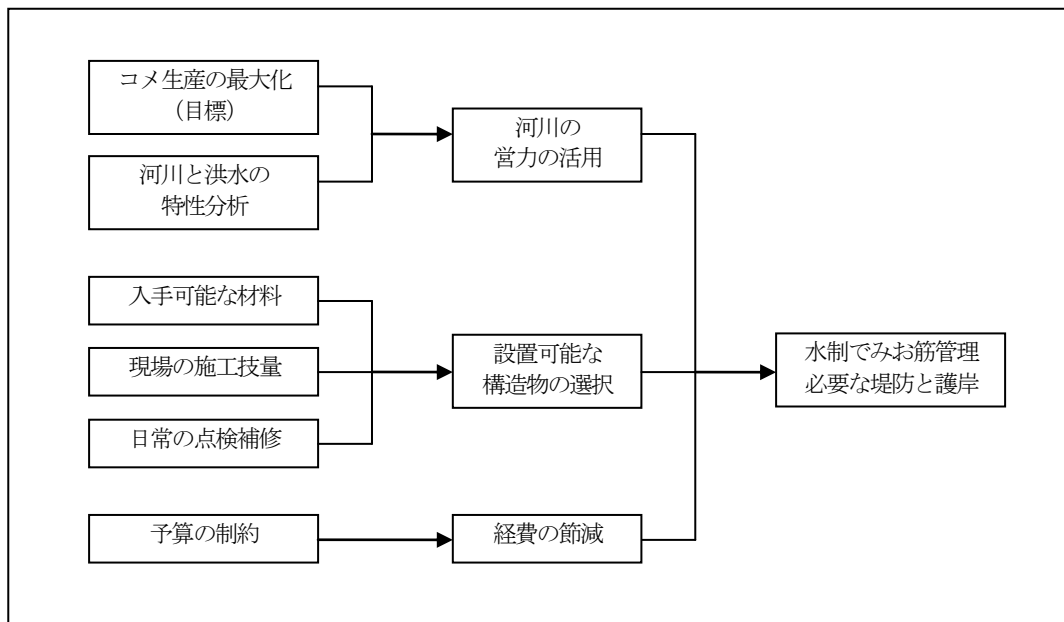 コメ生産の最大化
（目標）
河川と洪水の
特性分析
河川の
営力の活用
入手可能な材料
現場の施工技量
日常の点検補修
設置可能な
構造物の選択
予算の制約
経費の節減
水制でみお筋管理
必要な堤防と護岸